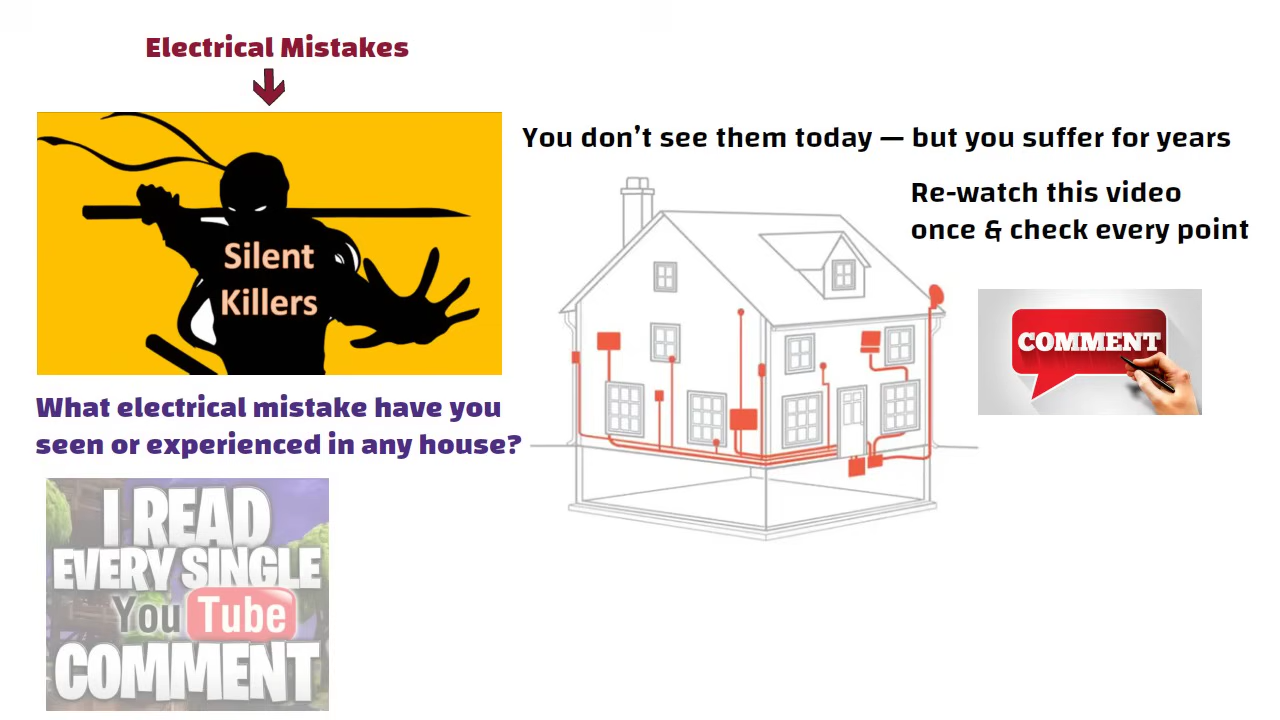 Electrical Mistakes
Silent
Killers
You don't see them today — but you suffer for years
Re-watch this video
once & check every point
COMMENT
What electrical mistake have you
seen or experienced in any house?
I READ
EVERY SINGLE
YouTube
COMMENT